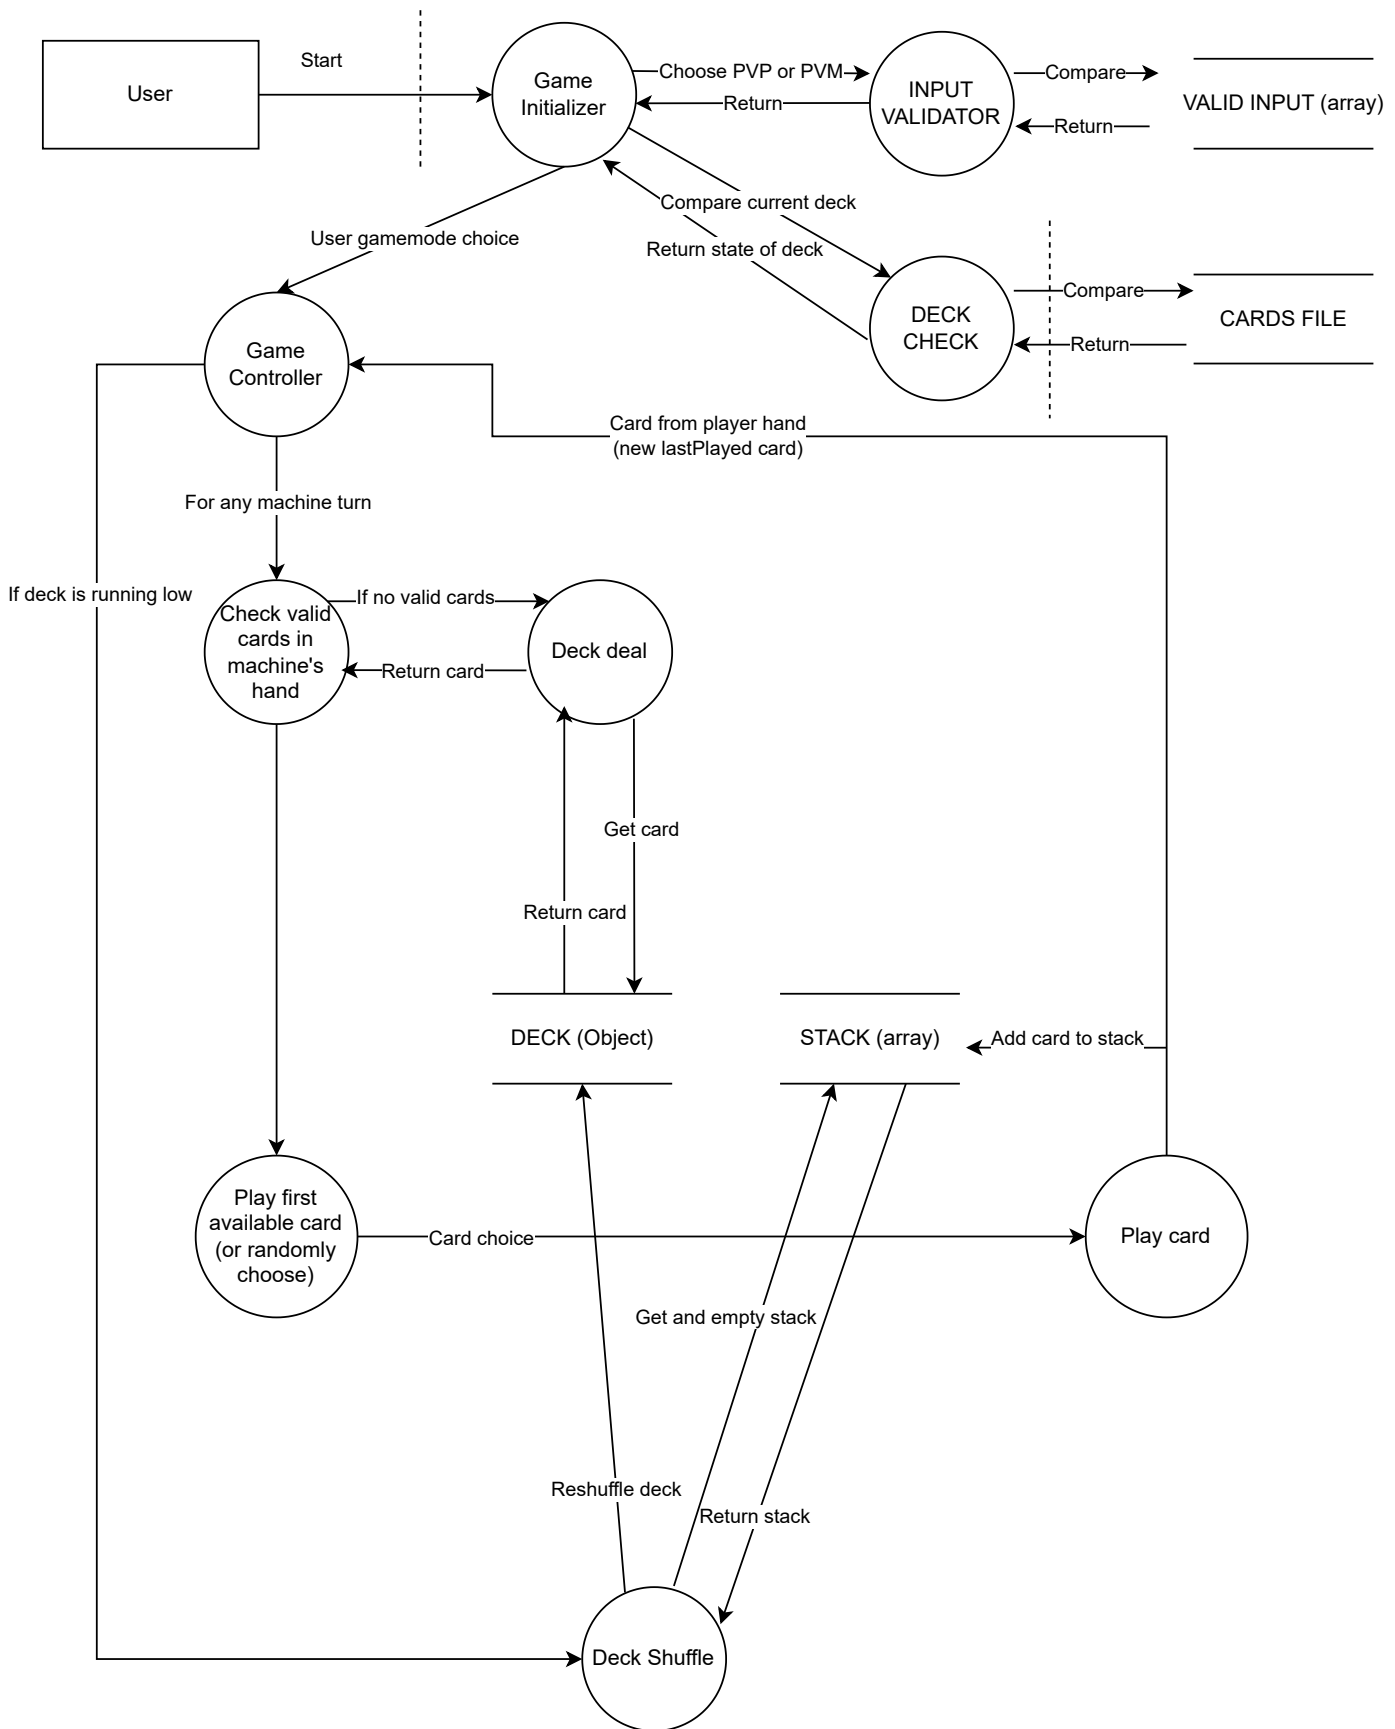 Start
User
Game
Initializer
Choose PVP or PVM
Return
INPUT
VALIDATOR
Compare
Return
VALID INPUT (array)
Compare current deck
Return state of deck
User gamemode choice
DECK
CHECK
Compare
Return
CARDS FILE
Game
Controller
Card from player hand
(new lastPlayed card)
For any machine turn
If deck is running low
Check valid
cards in
machine's
hand
If no valid cards
Return card
Deck deal
Get card
Return card
DECK (Object)
STACK (array)
Add card to stack
Play first
available card
(or randomly
choose)
Card choice
Play card
Get and empty stack
Reshuffle deck
Return stack
Deck Shuffle